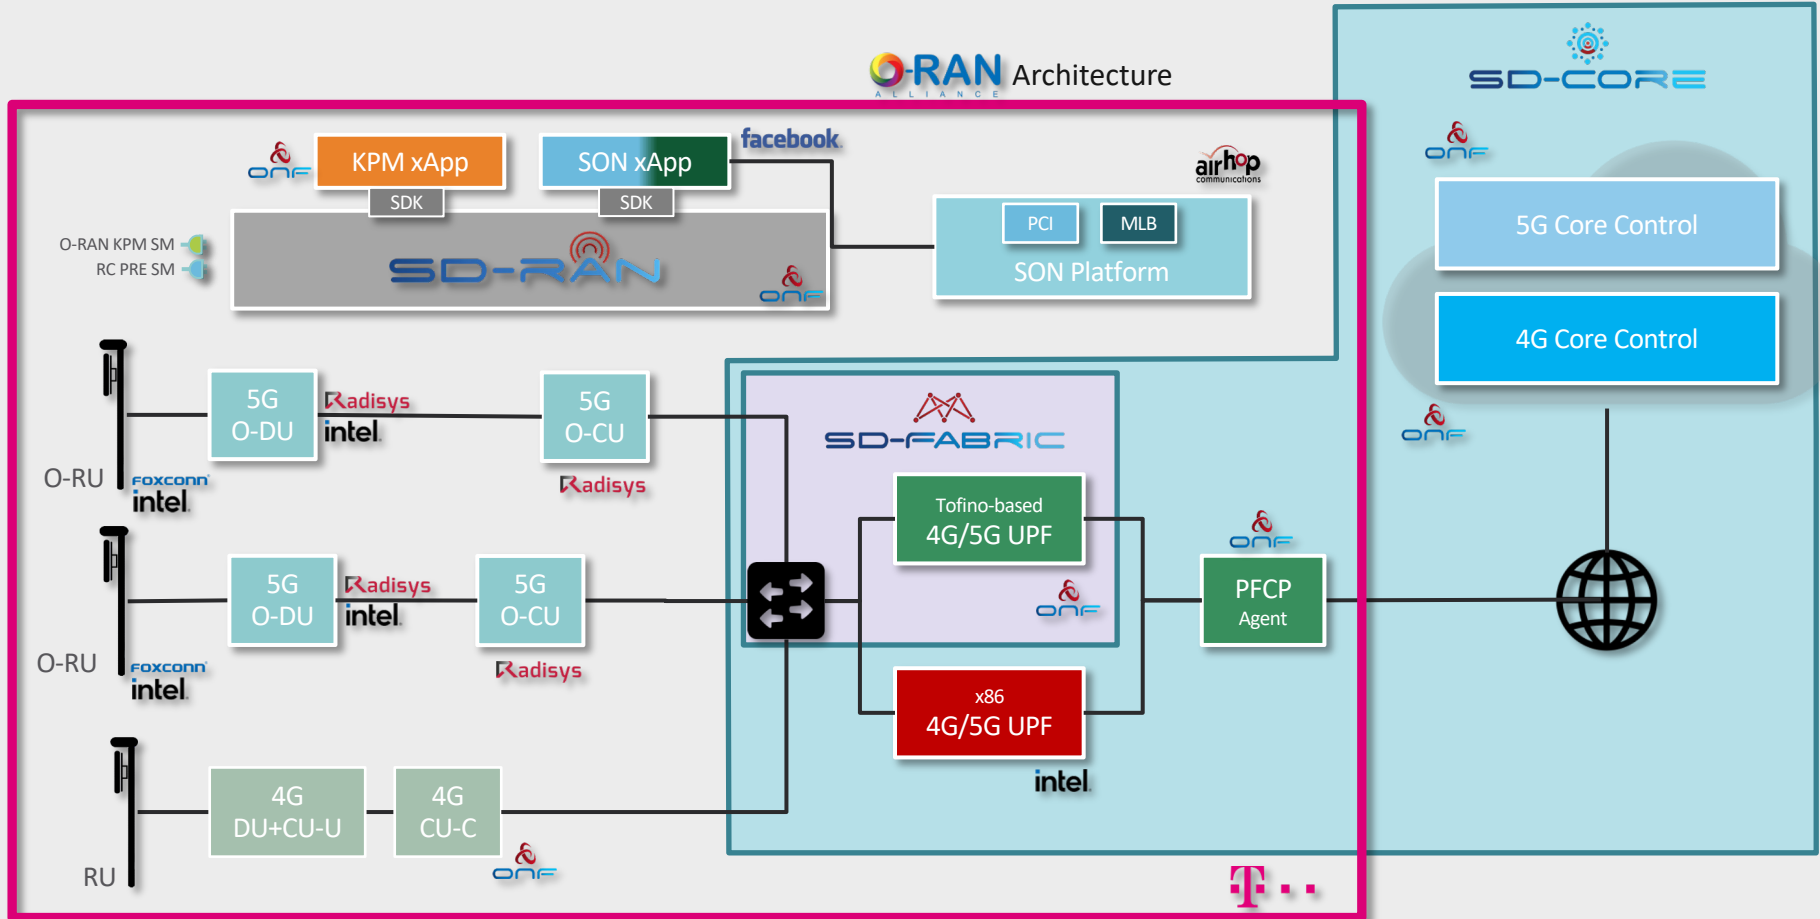 O-RAN
ALLIANCE
Architecture
SD-CORE
ONF
KPM xApp
SDK
SON xApp
SDK
facebook.
airhop
communications
ONF
5G Core Control
4G Core Control
ONF
O-RAN KPM SM
RC PRE SM
SD-RAN
ONF
PCI
MLB
SON Platform
5G
O-DU
Radisys
intel.
5G
O-CU
Radisys
O-RU
FOXCONN
intel.
SD-FABRIC
Tofino-based
4G/5G UPF
ONF
ONF
PFCP
Agent
5G
O-DU
Radisys
intel.
5G
O-CU
Radisys
O-RU
FOXCONN
intel.
x86
4G/5G UPF
intel.
4G
DU+CU-U
4G
CU-C
ONF
RU
T